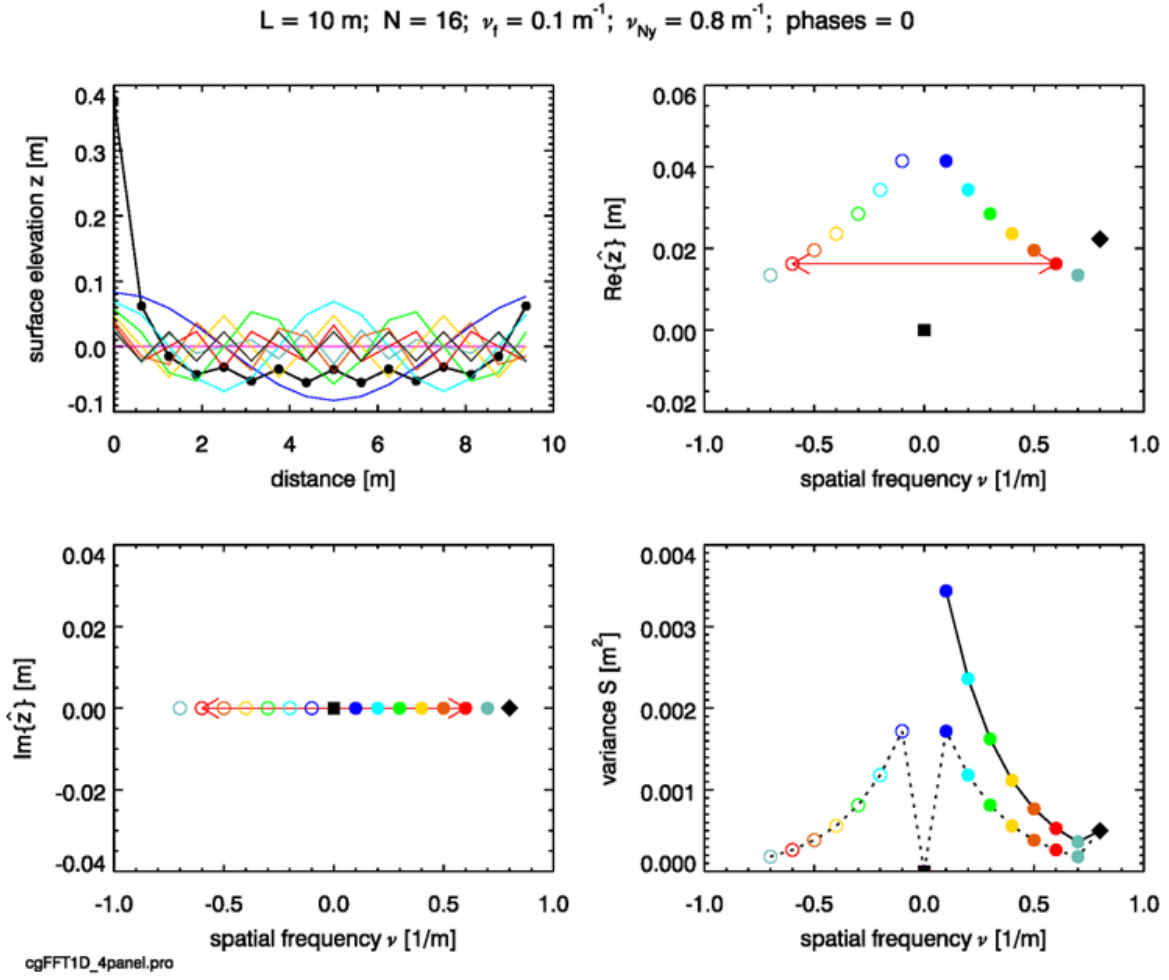 L = 10 m; N = 16; ν_f = 0.1 m⁻¹; ν_Ny = 0.8 m⁻¹; phases = 0
0.4
0.3
0.2
0.1
0.0
-0.1
surface elevation z [m]
0 2 4 6 8 10
distance [m]
0.06
0.04
0.02
0.00
-0.02
Re{ẑ} [m]
-1.0 -0.5 0.0 0.5 1.0
spatial frequency ν [1/m]
0.04
0.02
0.00
-0.02
-0.04
Im{ẑ} [m]
-1.0 -0.5 0.0 0.5 1.0
spatial frequency ν [1/m]
0.004
0.003
0.002
0.001
0.000
variance S [m²]
-1.0 -0.5 0.0 0.5 1.0
spatial frequency ν [1/m]
cgFFT1D_4panel.pro